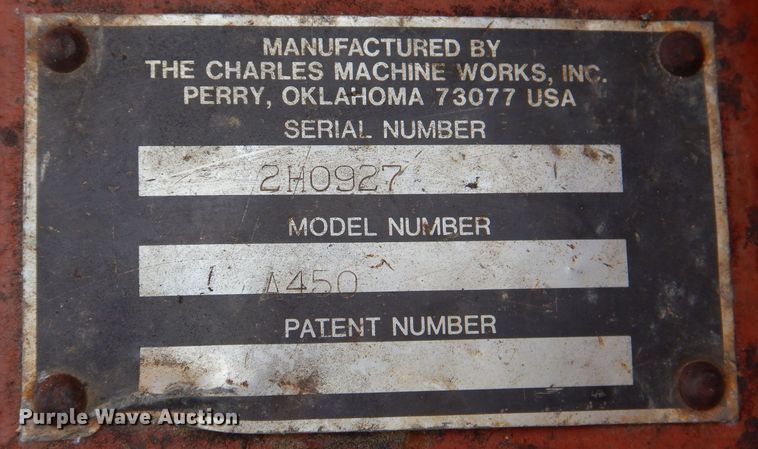 MANUFACTURED BY
THE CHARLES MACHINE WORKS, INC.
PERRY, OKLAHOMA 73077 USA
SERIAL NUMBER
2H0927
MODEL NUMBER
A450
PATENT NUMBER
Purple Wave Auction